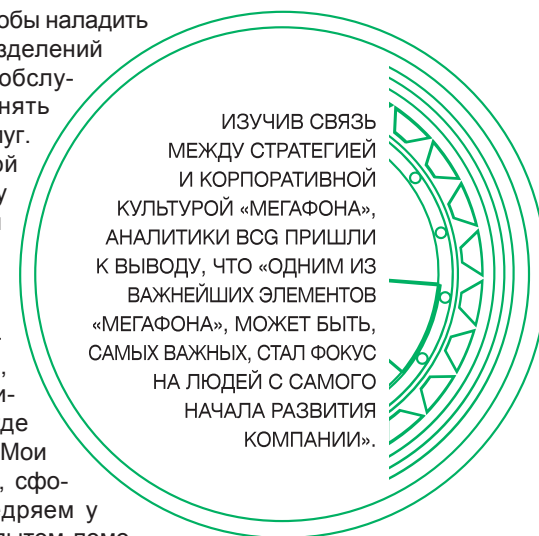 обы наладить
зделений
обслу-
нять
уг.
ой
у
и-
де
Мои
, сфо-
дряем у
ИЗУЧИВ СВЯЗЬ
МЕЖДУ СТРАТЕГИЕЙ
И КОРПОРАТИВНОЙ
КУЛЬТУРОЙ «МЕГАФОНА»,
АНАЛИТИКИ BCG ПРИШЛИ
К ВЫВОДУ, ЧТО «ОДНИМ ИЗ
ВАЖНЕЙШИХ ЭЛЕМЕНТОВ
«МЕГАФОНА», МОЖЕТ БЫТЬ,
САМЫХ ВАЖНЫХ, СТАЛ ФОКУС
НА ЛЮДЕЙ С САМОГО
НАЧАЛА РАЗВИТИЯ
КОМПАНИИ».